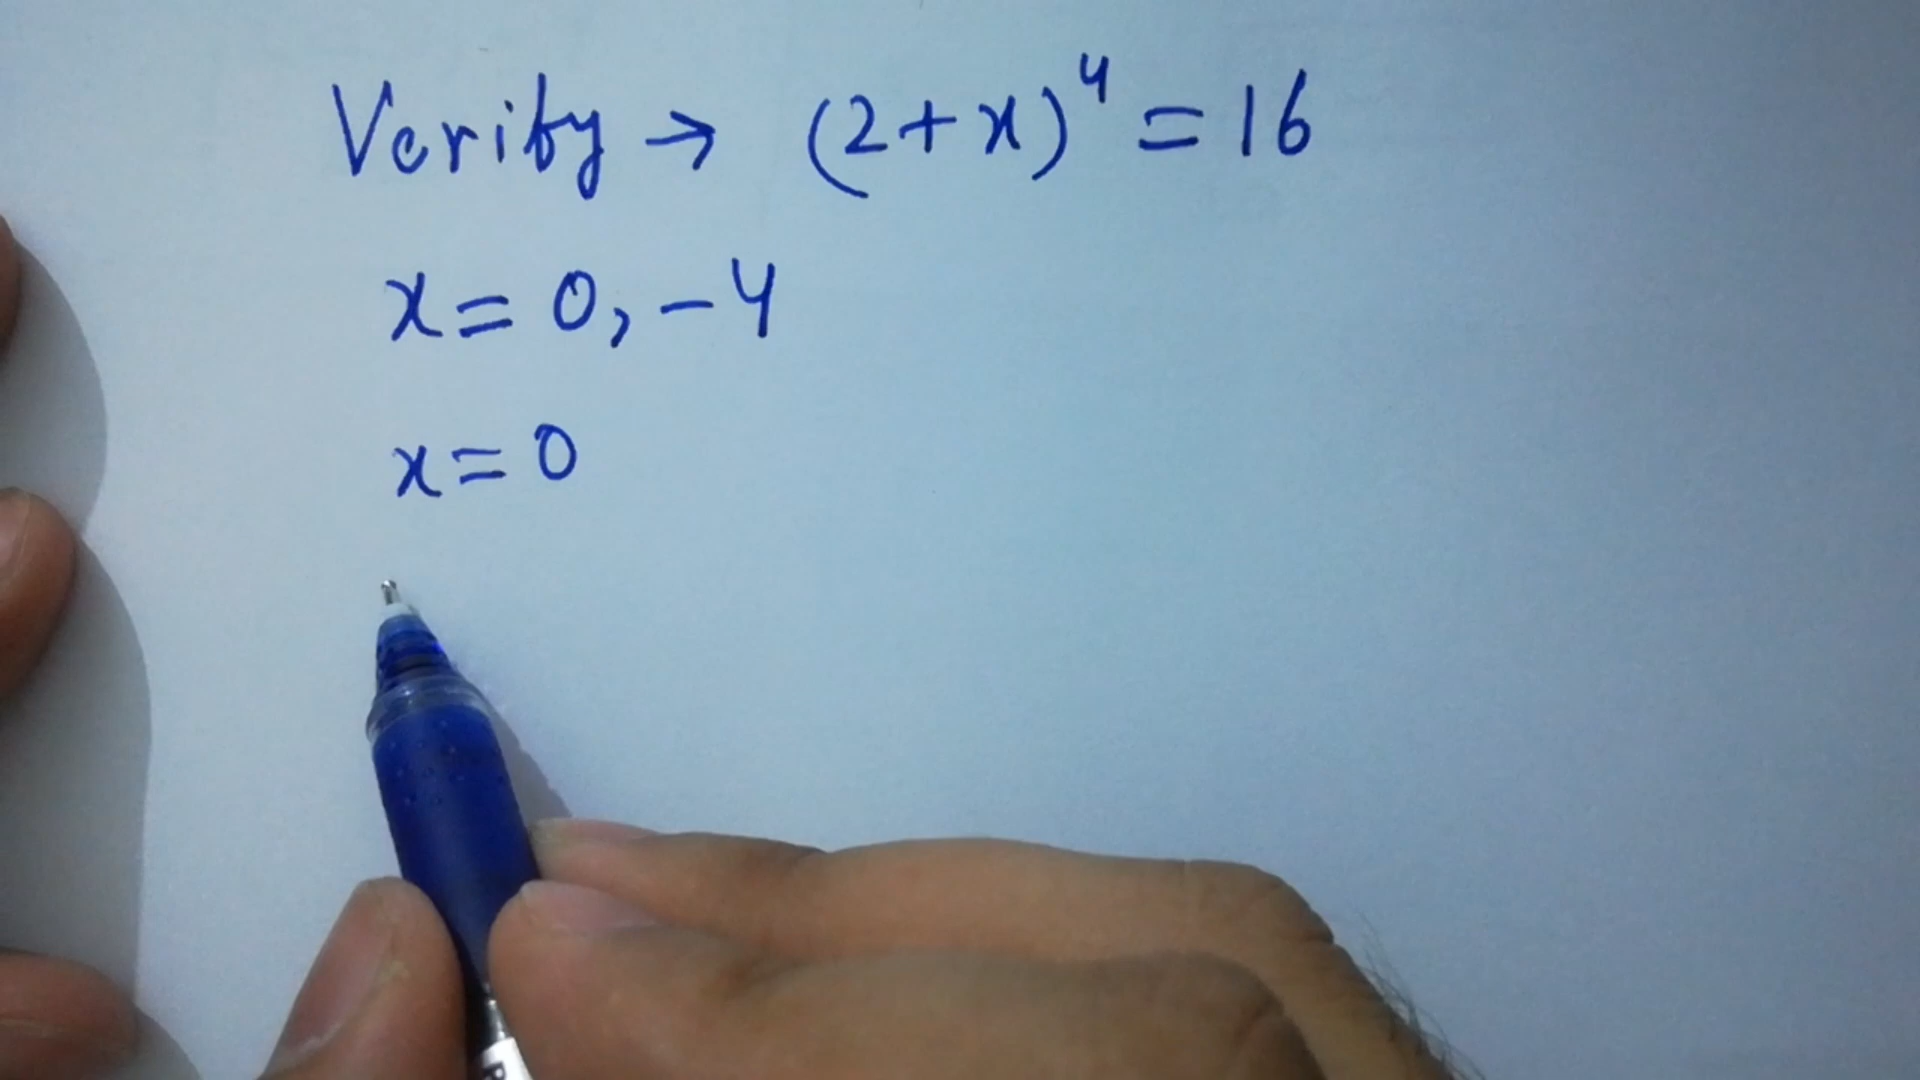 Verify → (2+x)⁴ = 16
x = 0, -4
x = 0